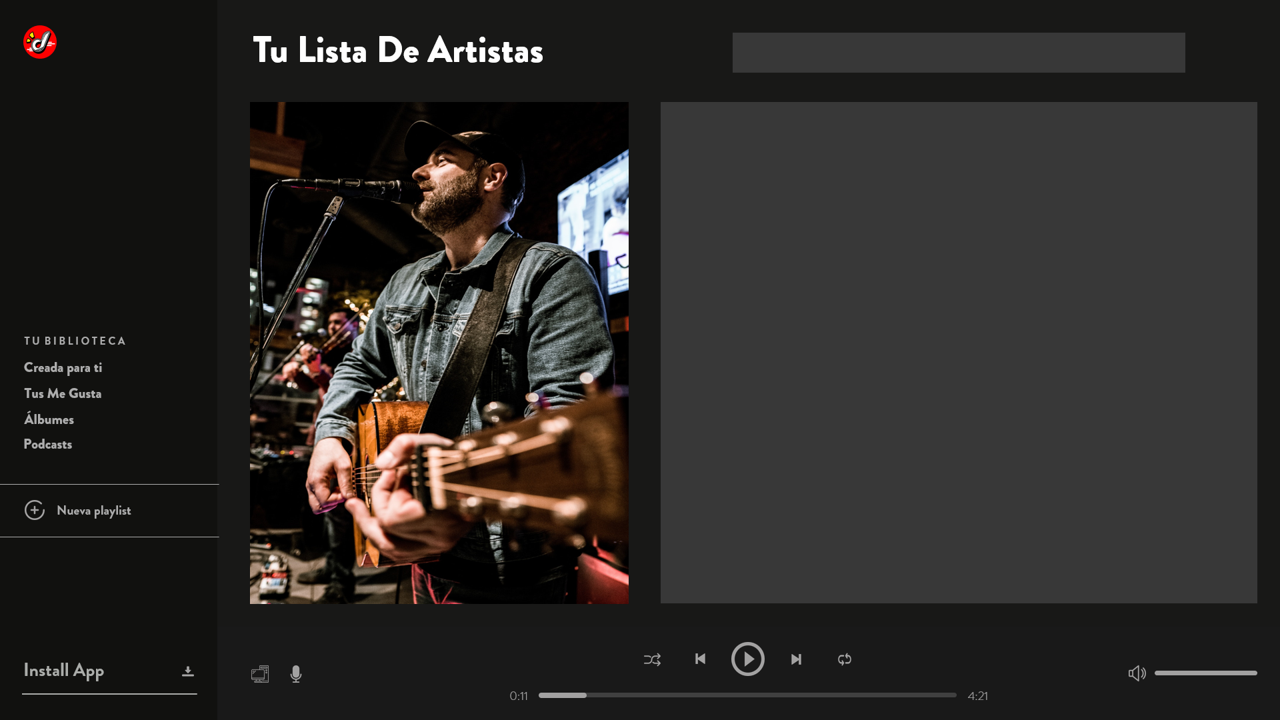 Tu Lista De Artistas
TU BIBLIOTECA
Creada para ti
Tus Me Gusta
Álbumes
Podcasts
Nueva playlist
Install App
0:11
4:21